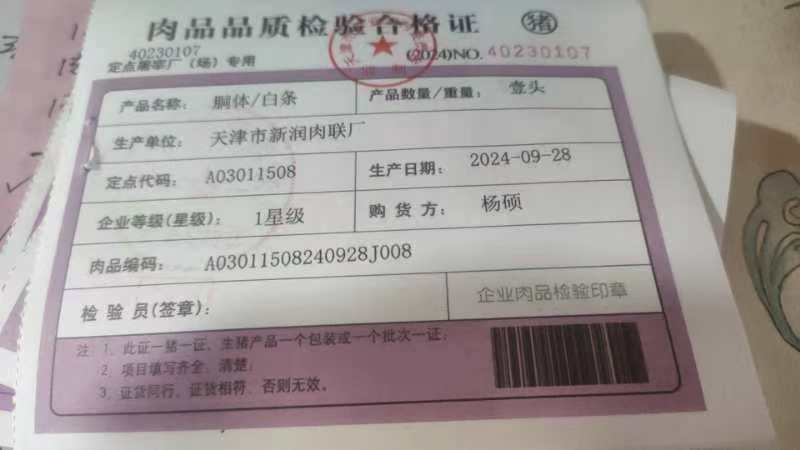 肉品品质检验合格证 猪
40230107
定点屠宰厂(场)专用 (2024)NO. 40230107
产品名称: 胴体/白条 产品数量/重量: 壹头
生产单位: 天津市新润肉联厂
定点代码: A03011508 生产日期: 2024-09-28
企业等级(星级): 1星级 购货方: 杨硕
肉品编码: A03011508240928J008
检验员(签章): 企业肉品检验印章
注:1、此证一猪一证、生猪产品一个包装或一个批次一证;
2、项目填写齐全、清楚;
3、证货同行、证货相符、否则无效。